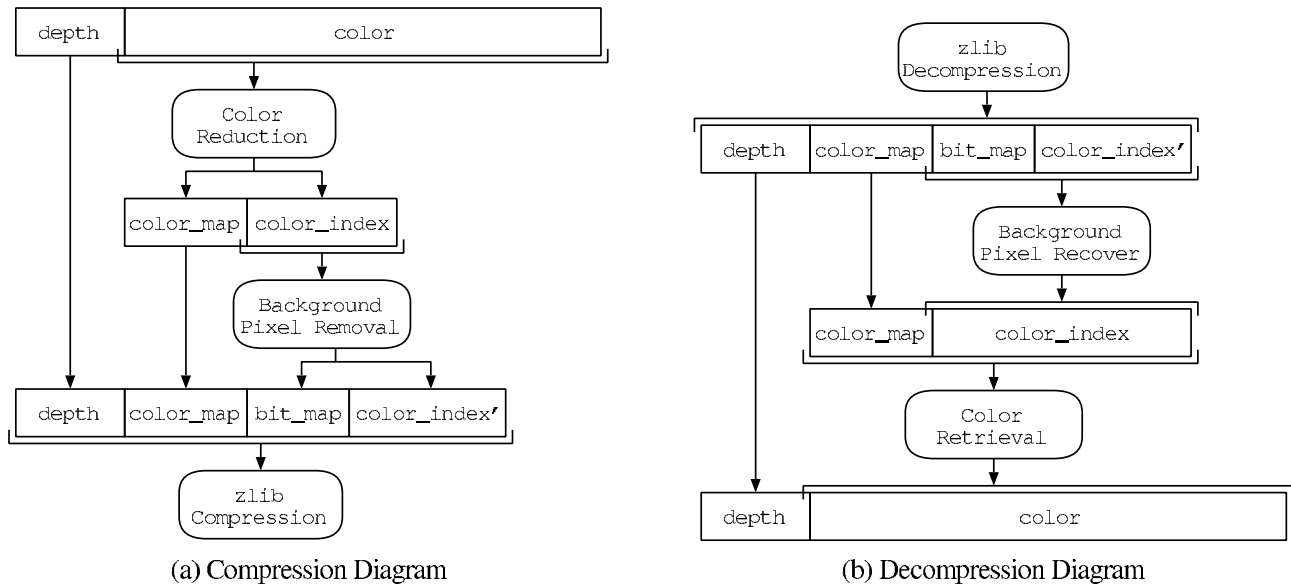 depth color
Color
Reduction
color_map color_index
Background
Pixel Removal
depth color_map bit_map color_index′
zlib
Compression
(a) Compression Diagram
zlib
Decompression
depth color_map bit_map color_index′
Background
Pixel Recover
color_map color_index
Color
Retrieval
depth color
(b) Decompression Diagram